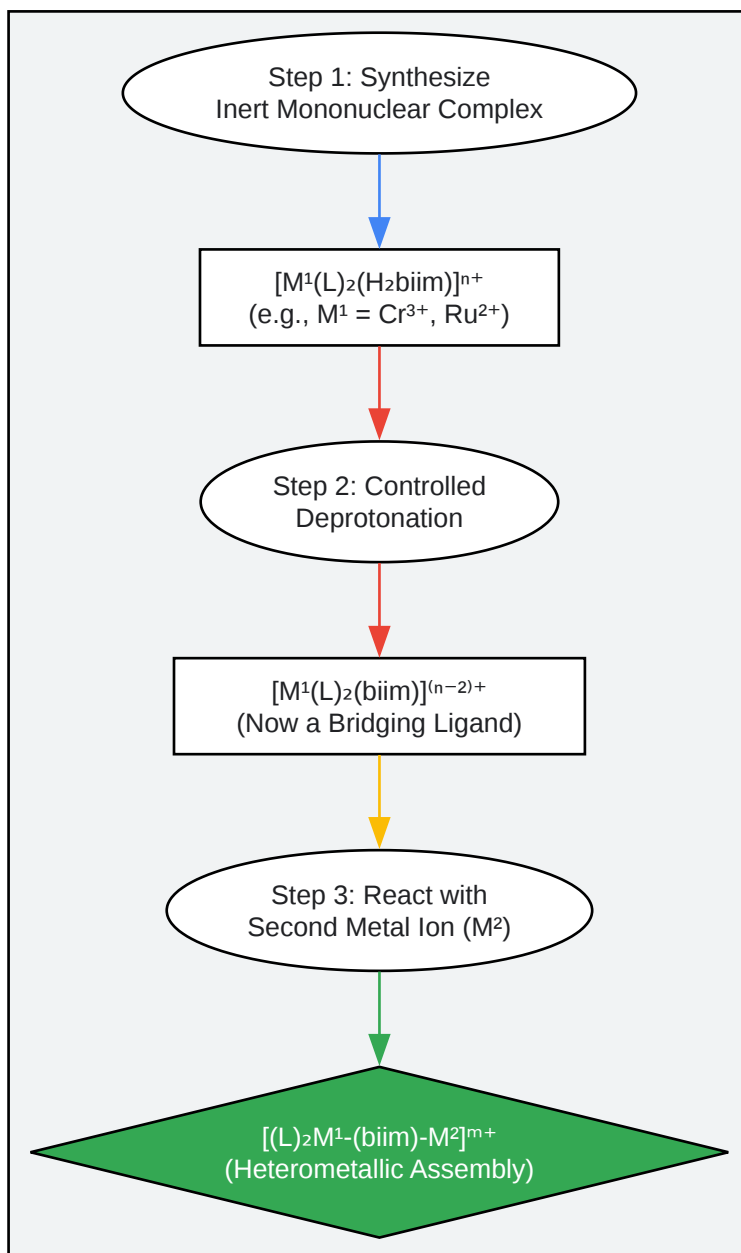 Step 1: Synthesize
Inert Mononuclear Complex
[M¹(L)₂(H₂biim)]ⁿ⁺
(e.g., M¹ = Cr³⁺, Ru²⁺)
Step 2: Controlled
Deprotonation
[M¹(L)₂(biim)]⁽ⁿ⁻²⁾⁺
(Now a Bridging Ligand)
Step 3: React with
Second Metal Ion (M²)
[(L)₂M¹-(biim)-M²]ᵐ⁺
(Heterometallic Assembly)